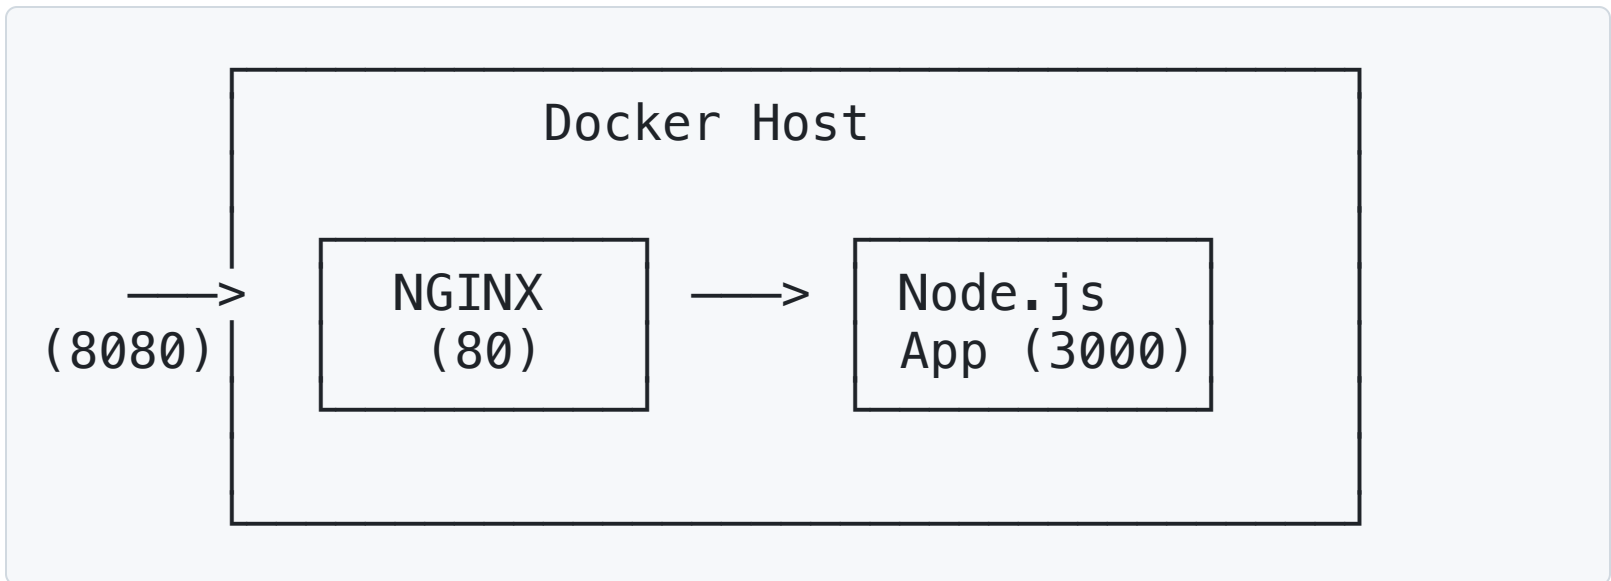 Docker Host
——> NGINX ——> Node.js
(8080) (80) App (3000)